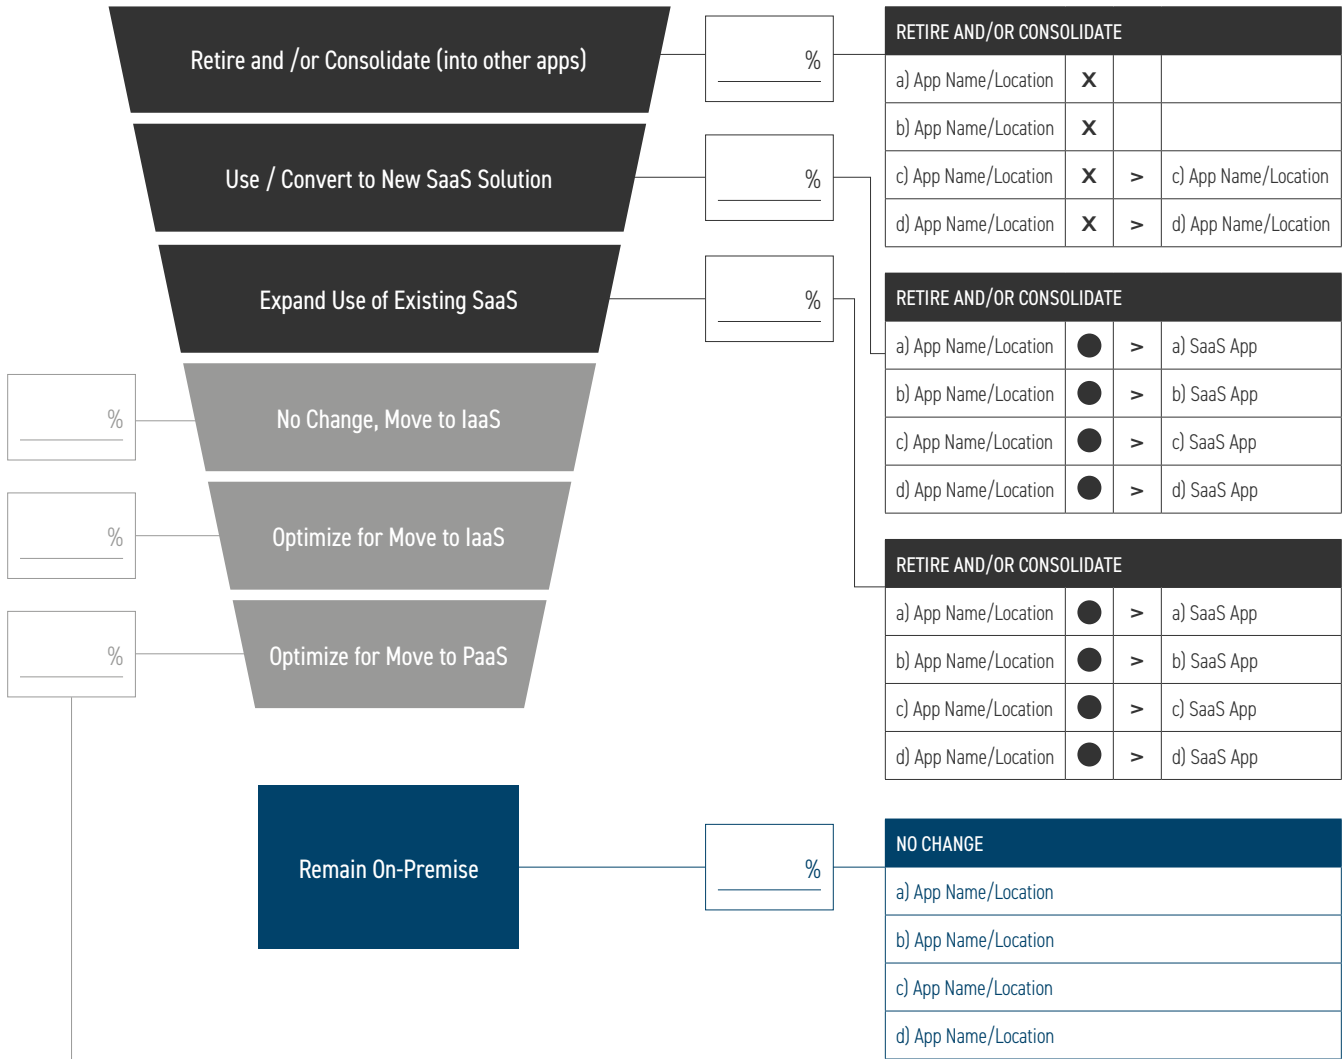 Retire and /or Consolidate (into other apps)
%
Use / Convert to New SaaS Solution
%
Expand Use of Existing SaaS
%
% No Change, Move to IaaS
% Optimize for Move to IaaS
% Optimize for Move to PaaS
Remain On-Premise
%
RETIRE AND/OR CONSOLIDATE
a) App Name/Location X
b) App Name/Location X
c) App Name/Location X > c) App Name/Location
d) App Name/Location X > d) App Name/Location
RETIRE AND/OR CONSOLIDATE
a) App Name/Location > a) SaaS App
b) App Name/Location > b) SaaS App
c) App Name/Location > c) SaaS App
d) App Name/Location > d) SaaS App
RETIRE AND/OR CONSOLIDATE
a) App Name/Location > a) SaaS App
b) App Name/Location > b) SaaS App
c) App Name/Location > c) SaaS App
d) App Name/Location > d) SaaS App
NO CHANGE
a) App Name/Location
b) App Name/Location
c) App Name/Location
d) App Name/Location